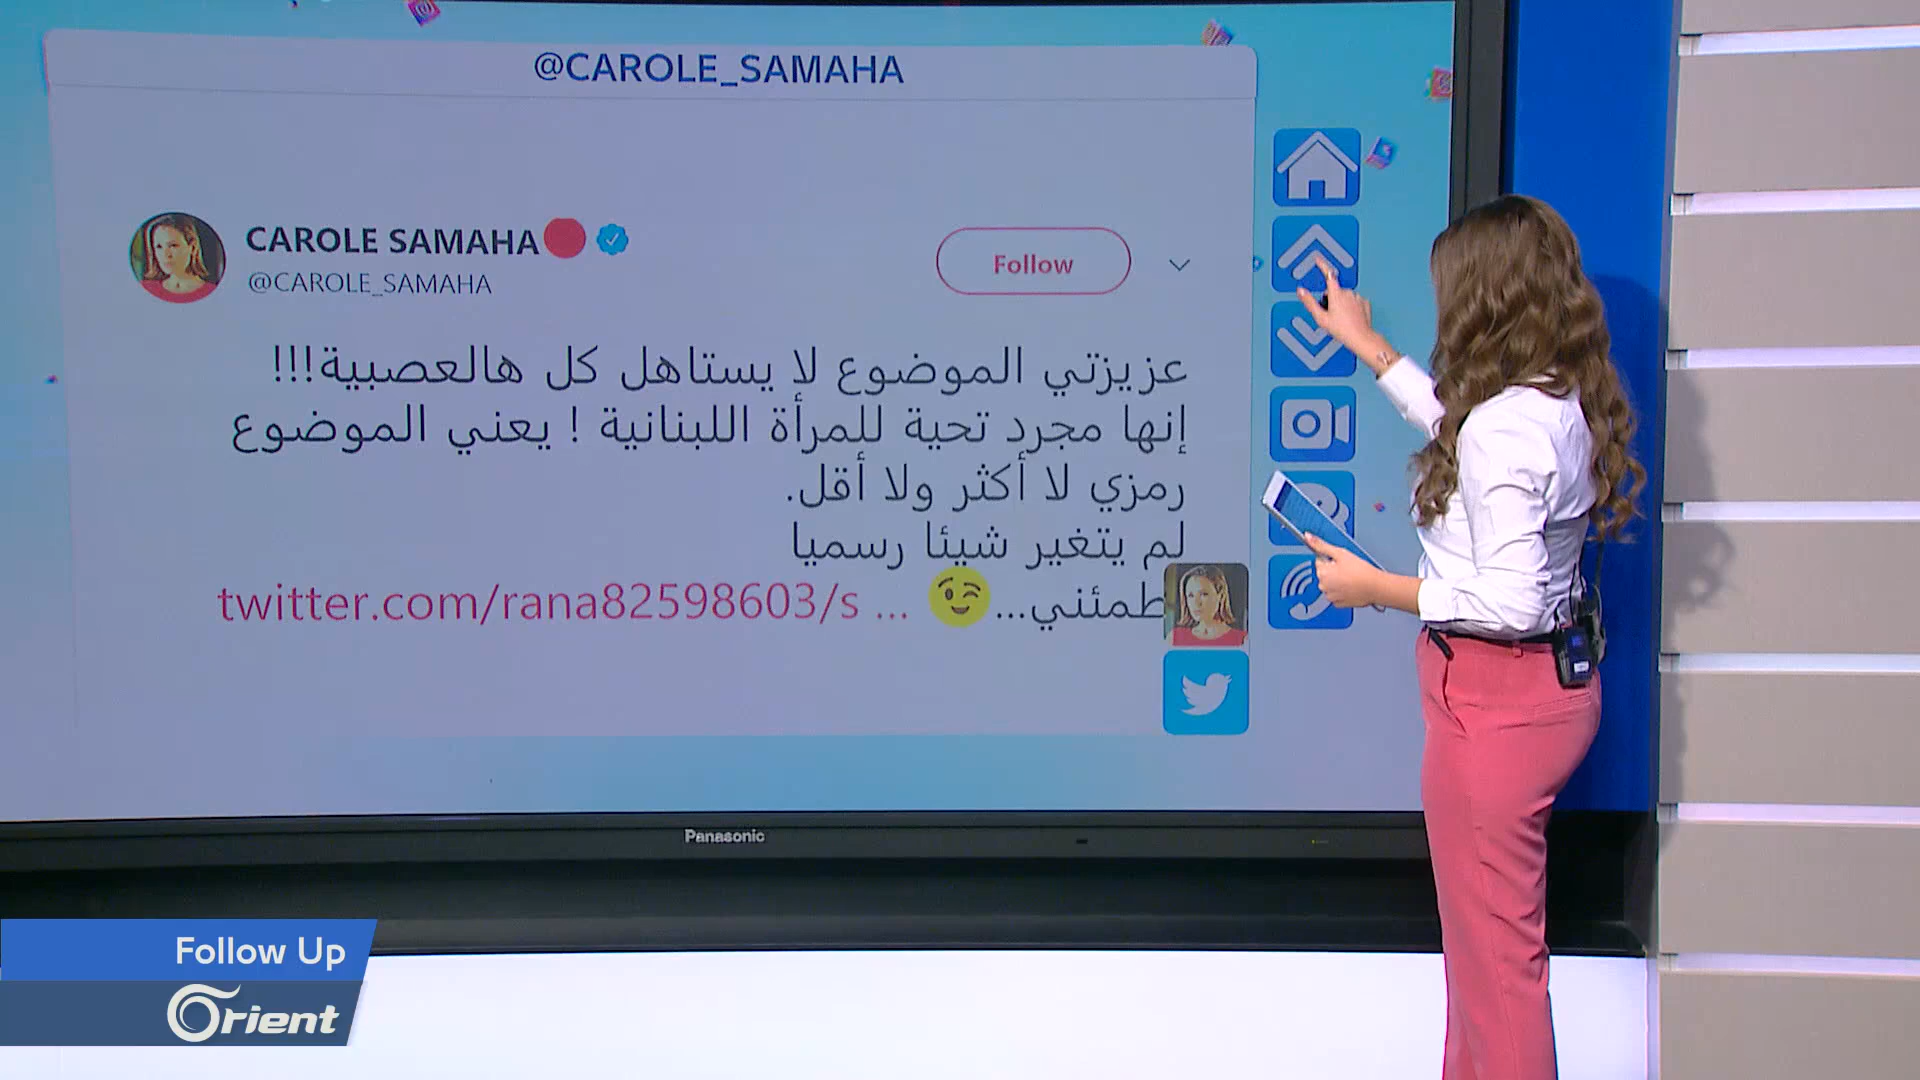 @CAROLE_SAMAHA
CAROLE SAMAHA
@CAROLE_SAMAHA
Follow
عزيزتي الموضوع لا يستاهل كل هالعصبية!!!
إنها مجرد تحية للمرأة اللبنانية ! يعني الموضوع
رمزي لا أكثر ولا أقل.
لم يتغير شيئا رسميا
طمئنني... 😉 ... twitter.com/rana82598603/s
Panasonic
Follow Up
Orient